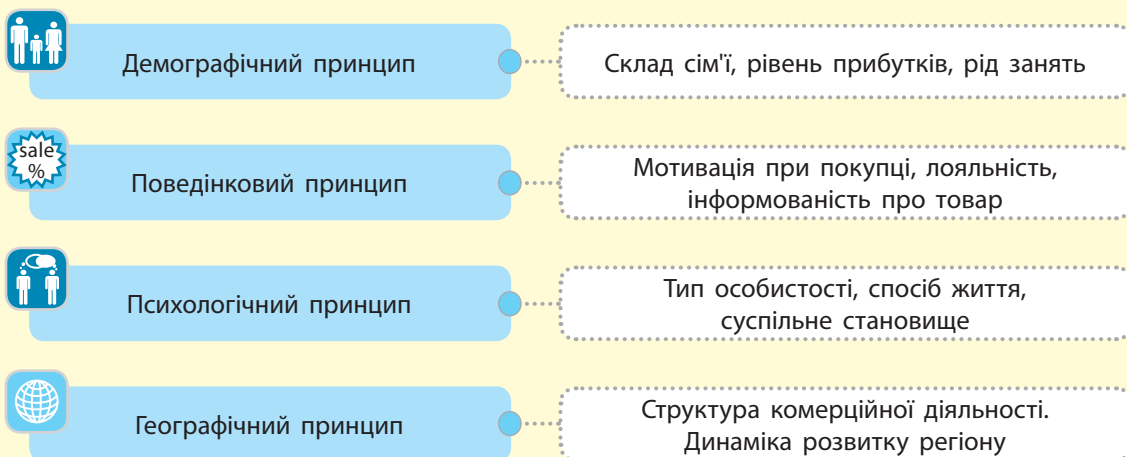 Демографічний принцип
Склад сім'ї, рівень прибутків, рід занять
sale
%
Поведінковий принцип
Мотивація при покупці, лояльність,
інформованість про товар
Психологічний принцип
Тип особистості, спосіб життя,
суспільне становище
Географічний принцип
Структура комерційної діяльності.
Динаміка розвитку регіону